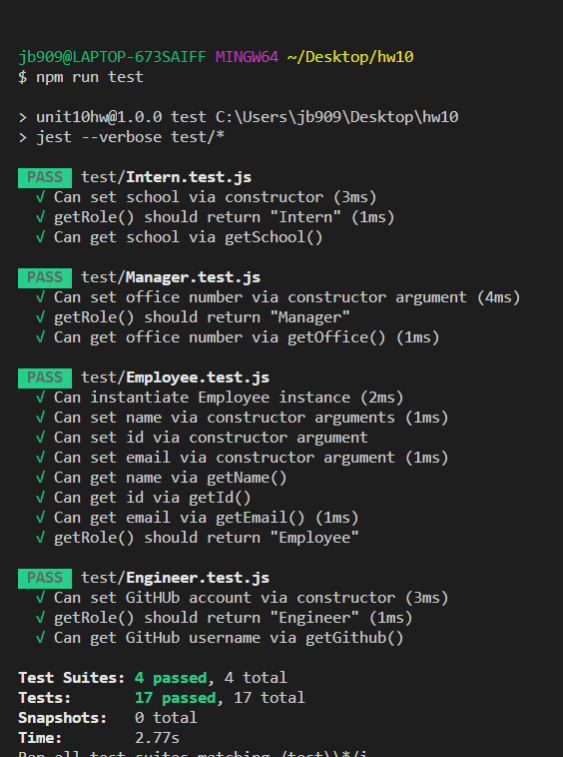 jb909@LAPTOP-673SAIFF MINGW64 ~/Desktop/hw10
$ npm run test
> unit10hw@1.0.0 test C:\Users\jb909\Desktop\hw10
> jest --verbose test/*
PASS test/Intern.test.js
√ Can set school via constructor (3ms)
√ getRole() should return "Intern" (1ms)
√ Can get school via getSchool()
PASS test/Manager.test.js
√ Can set office number via constructor argument (4ms)
√ getRole() should return "Manager"
√ Can get office number via getOffice() (1ms)
PASS test/Employee.test.js
√ Can instantiate Employee instance (2ms)
√ Can set name via constructor arguments (1ms)
√ Can set id via constructor argument
√ Can set email via constructor argument (1ms)
√ Can get name via getName()
√ Can get id via getId()
√ Can get email via getEmail() (1ms)
√ getRole() should return "Employee"
PASS test/Engineer.test.js
√ Can set GitHUb account via constructor (3ms)
√ getRole() should return "Engineer" (1ms)
√ Can get GitHub username via getGithub()
Test Suites: 4 passed, 4 total
Tests: 17 passed, 17 total
Snapshots: 0 total
Time: 2.77s
Ran all test suites matching /test\\*/i